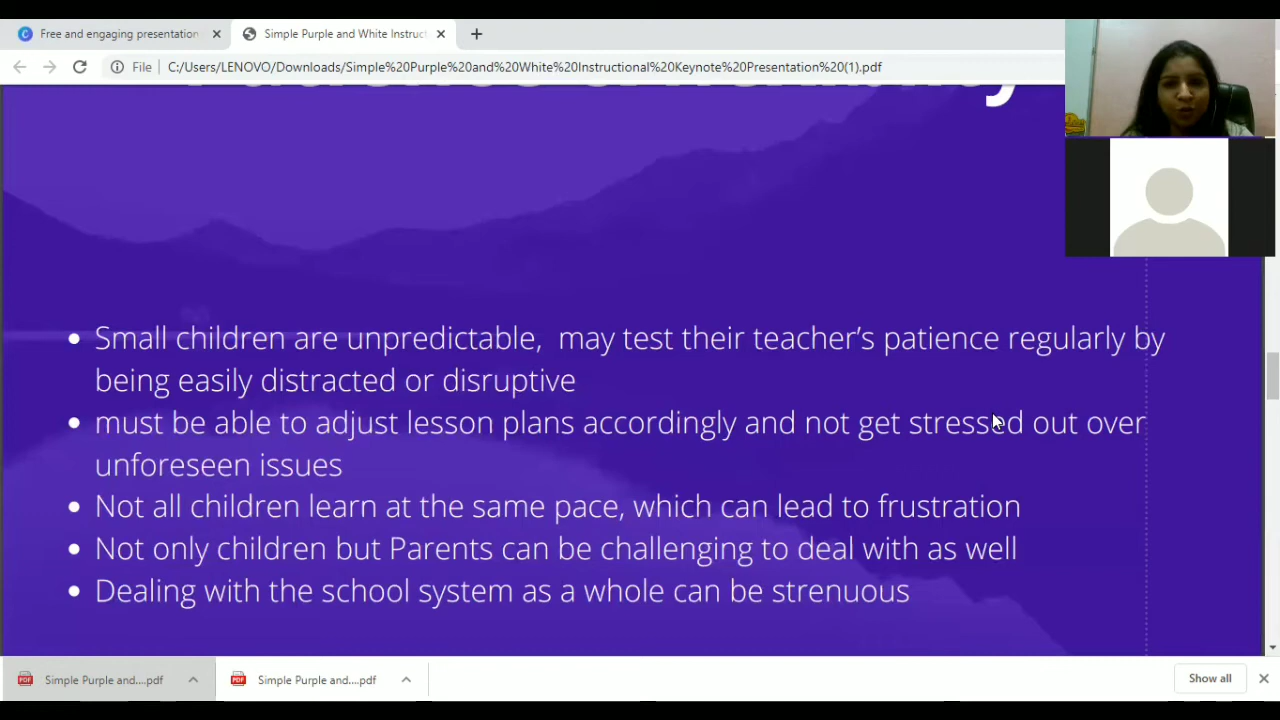 Free and engaging presentation
Simple Purple and White Instruct
File
C:/Users/LENOVO/Downloads/Simple%20Purple%20and%20White%20Instructional%20Keynote%20Presentation%20(1).pdf
Small children are unpredictable,  may test their teacher’s patience regularly by
being easily distracted or disruptive
must be able to adjust lesson plans accordingly and not get stressed out over
unforeseen issues
Not all children learn at the same pace, which can lead to frustration
Not only children but Parents can be challenging to deal with as well
Dealing with the school system as a whole can be strenuous
Simple Purple and....pdf
Simple Purple and....pdf
Show all